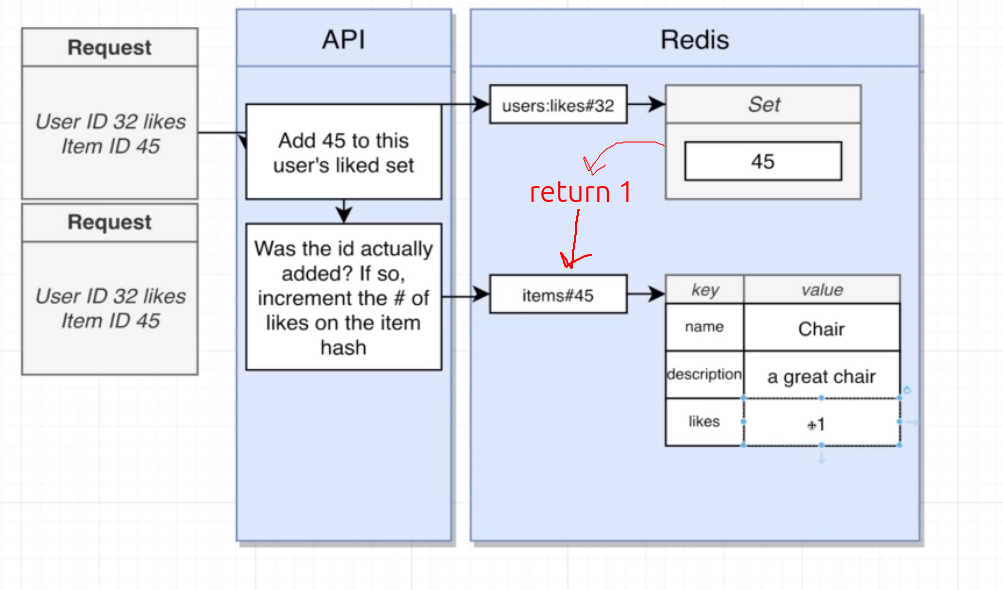 Request
User ID 32 likes
Item ID 45
Request
User ID 32 likes
Item ID 45
API
Add 45 to this
user's liked set
Was the id actually
added? If so,
increment the # of
likes on the item
hash
Redis
users:likes#32
Set
45
return 1
items#45
key value
name Chair
description a great chair
likes +1